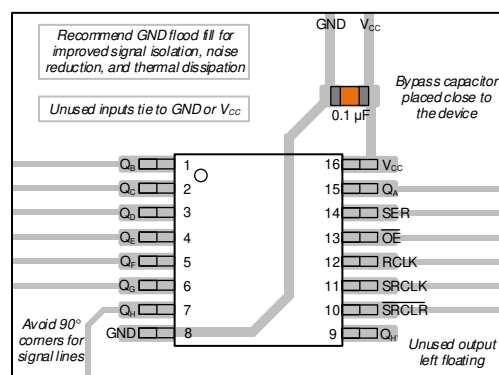 GND VCC
Recommend GND flood fill for
improved signal isolation, noise
reduction, and thermal dissipation
Unused inputs tie to GND or VCC
0.1 µF
Bypass capacitor
placed close to
the device
QB 1 16 VCC
QC 2 15 QA
QD 3 14 SER
QE 4 13 O̅E̅
QF 5 12 RCLK
QG 6 11 SRCLK
QH 7 10 S̅R̅C̅L̅R̅
GND 8 9 QH'
Avoid 90°
corners for
signal lines
Unused output
left floating